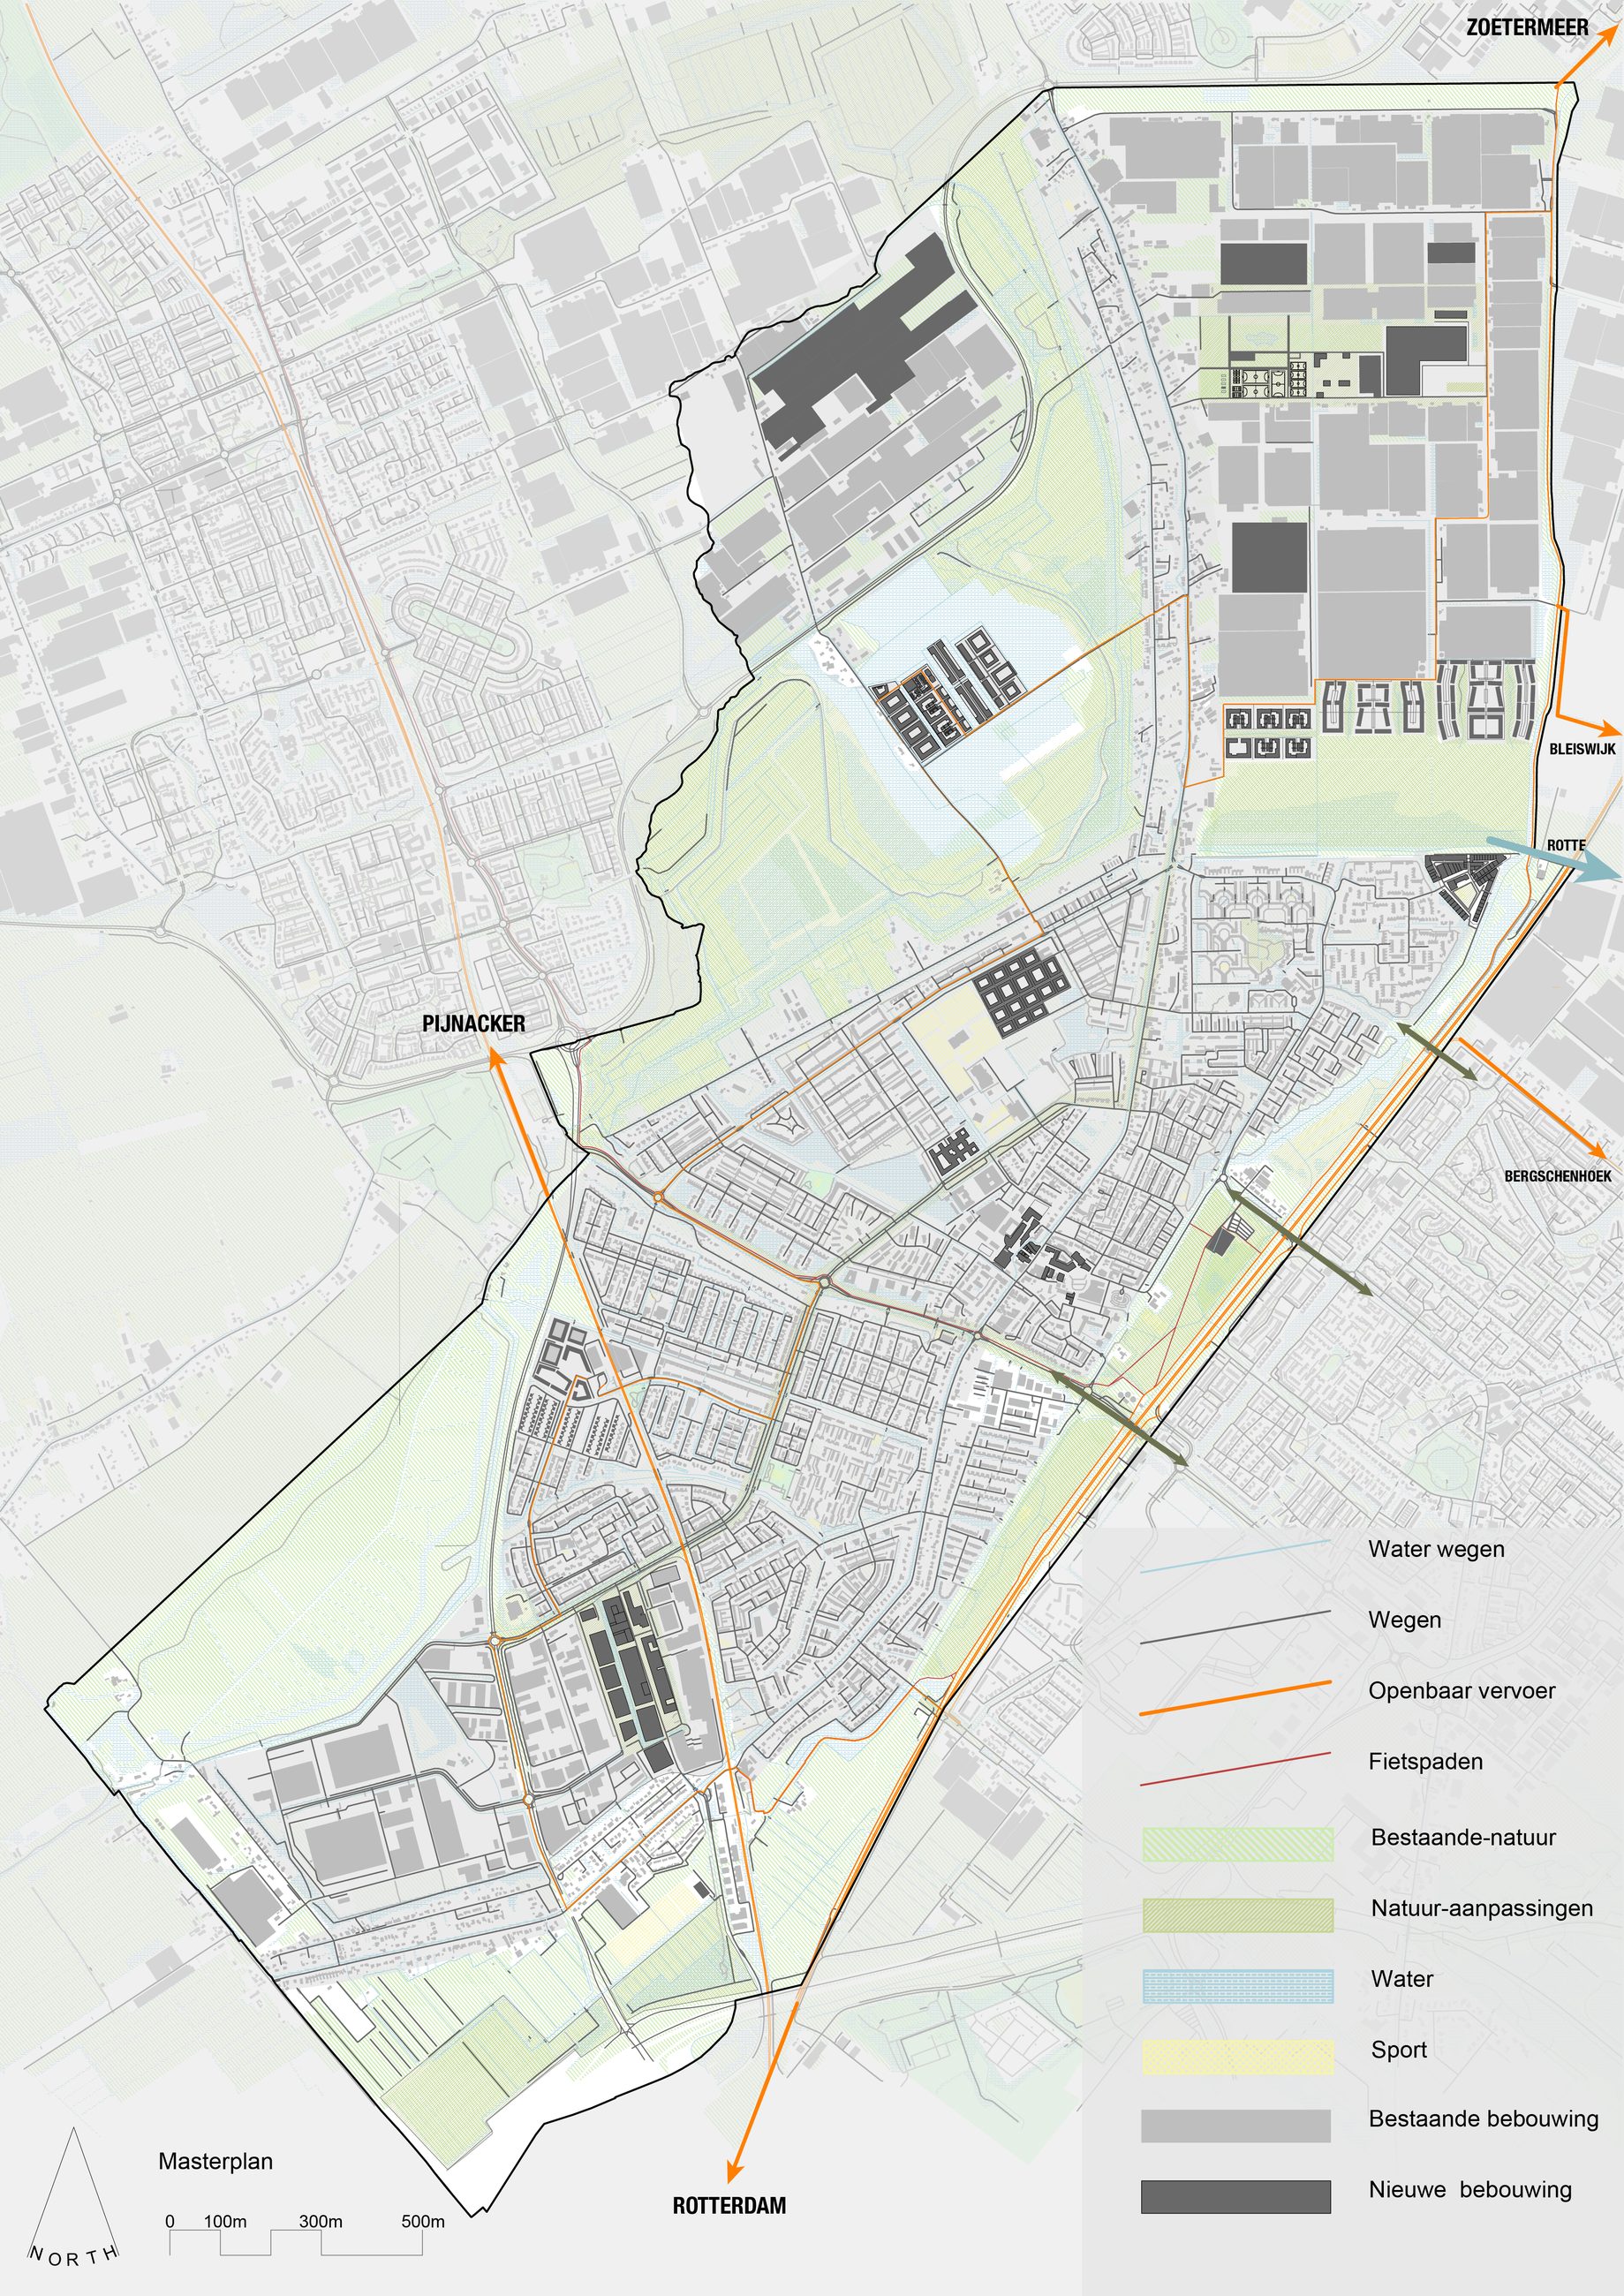 ZOETERMEER
BLEISWIJK
ROTTE
PIJNACKER
BERGSCHENHOEK
Water wegen
Wegen
Openbaar vervoer
Fietspaden
Bestaande-natuur
Natuur-aanpassingen
Water
Sport
Bestaande bebouwing
Nieuwe bebouwing
Masterplan
0 100m 300m 500m
NORTH
ROTTERDAM